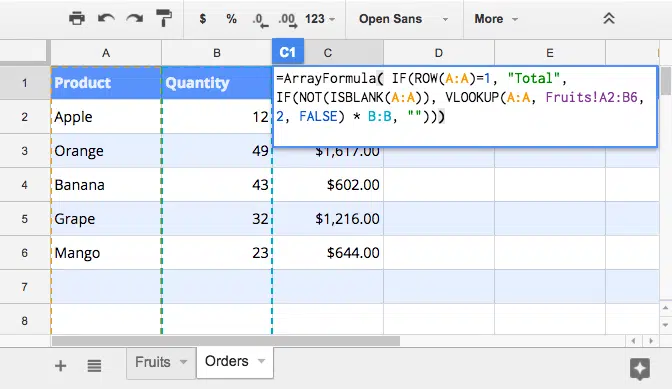 $ % .0 .00 123 Open Sans More
C1
A B C D E
=ArrayFormula( IF(ROW(A:A)=1, "Total",
IF(NOT(ISBLANK(A:A)), VLOOKUP(A:A, Fruits!A2:B6,
2, FALSE) * B:B, "")))
1 Product Quantity
2 Apple 12
3 Orange 49 $1,617.00
4 Banana 43 $602.00
5 Grape 32 $1,216.00
6 Mango 23 $644.00
7
8
+ Fruits Orders